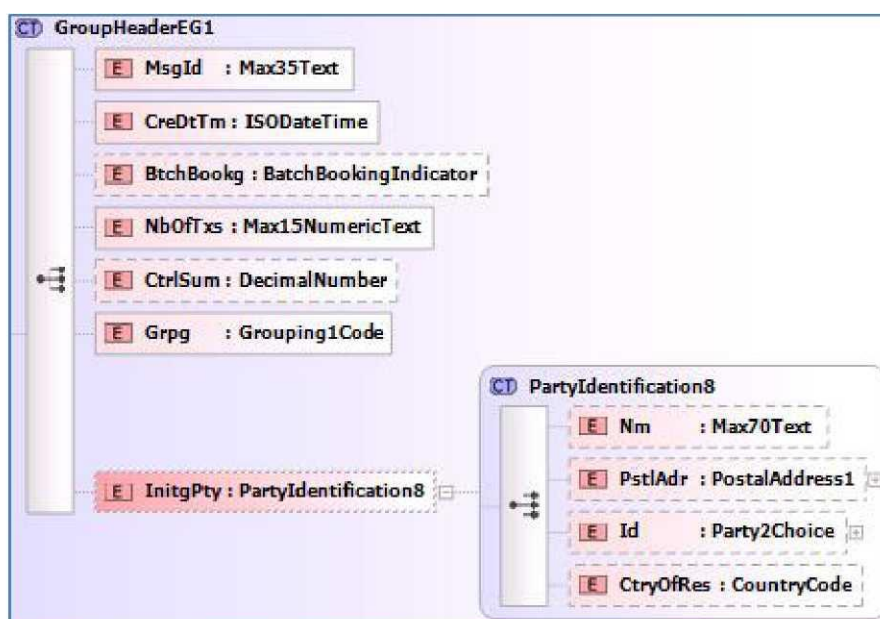 CT GroupHeaderEG1
E MsgId : Max35Text
E CreDtTm : ISODateTime
E BtchBookg : BatchBookingIndicator
E NbOfTxs : Max15NumericText
E CtrlSum : DecimalNumber
E Grpg : Grouping1Code
CT PartyIdentification8
E Nm : Max70Text
E PstlAdr : PostalAddress1
E InitgPty : PartyIdentification8
E Id : Party2Choice
E CtryOfRes : CountryCode